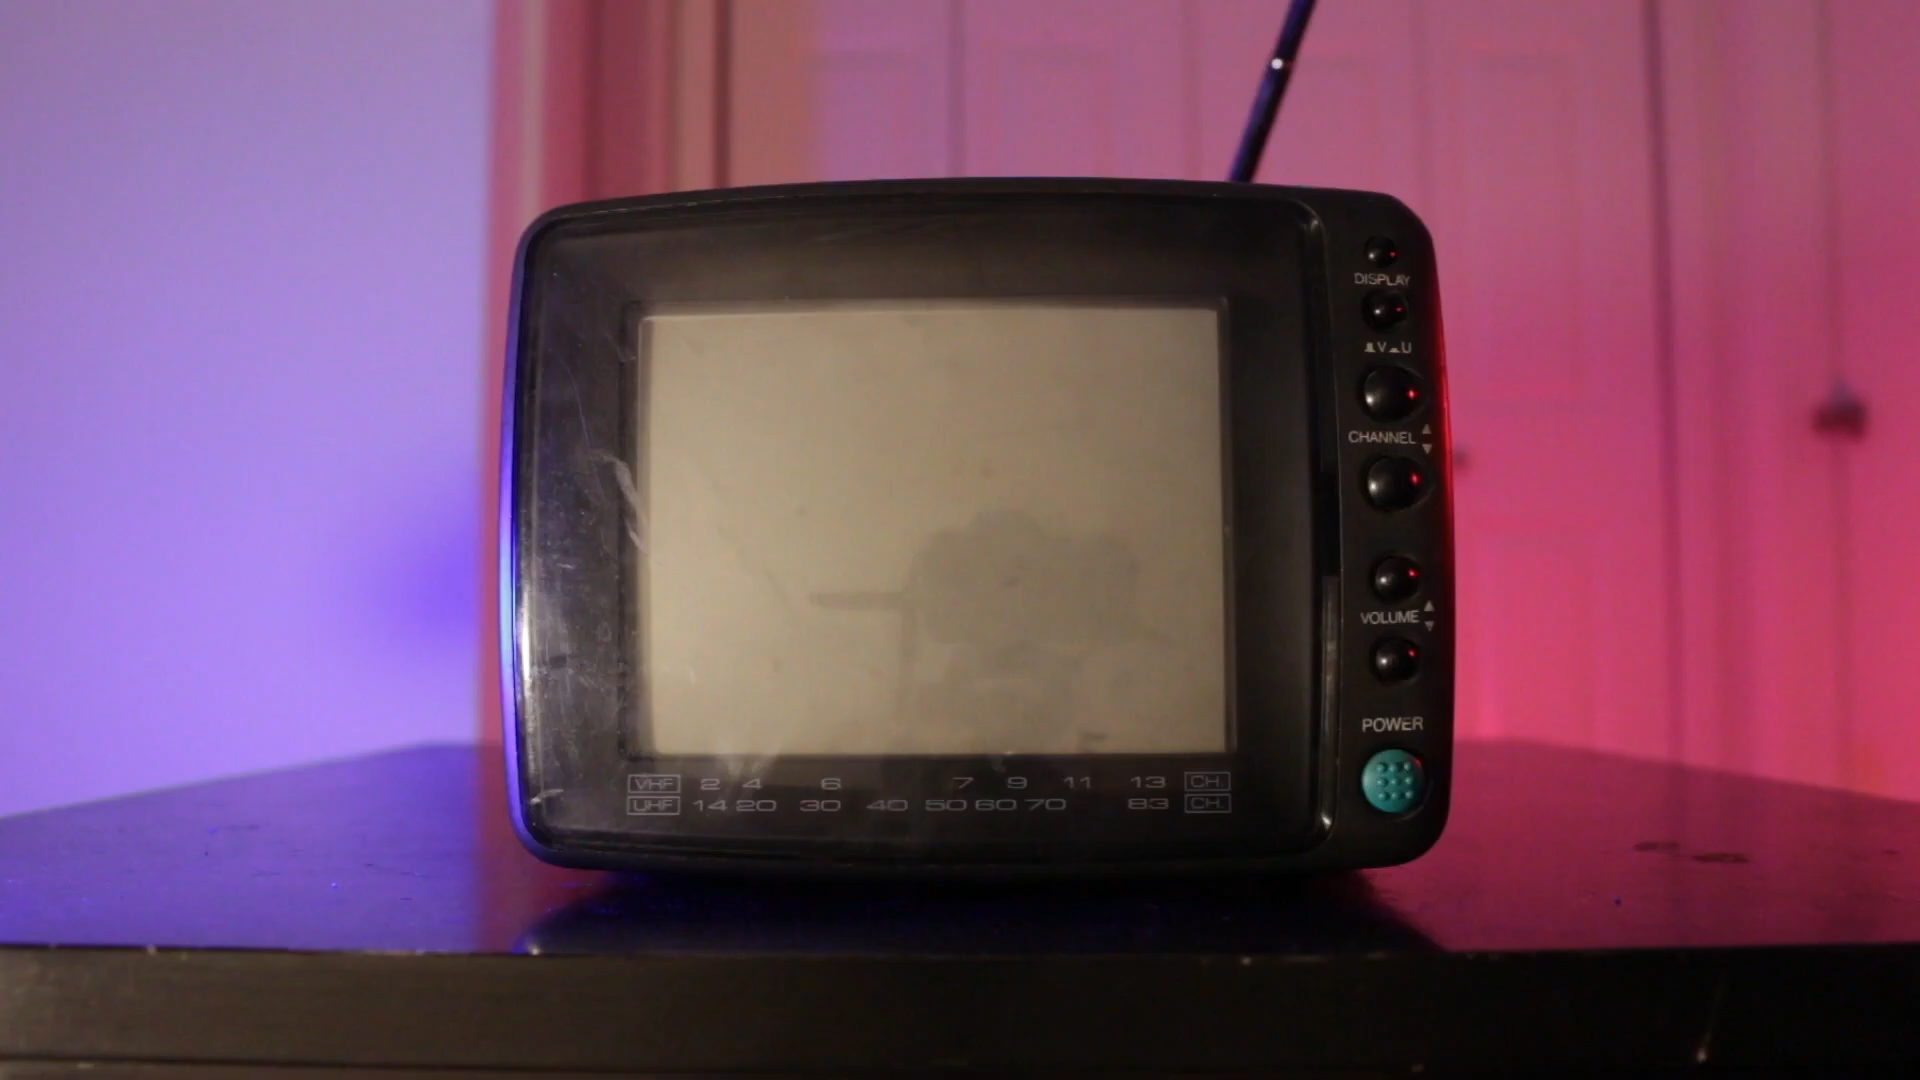 DISPLAY
V U
CHANNEL
VOLUME
POWER
VHF 2 4 6 7 9 11 13 CH.
UHF 14 20 30 40 50 60 70 83 CH.